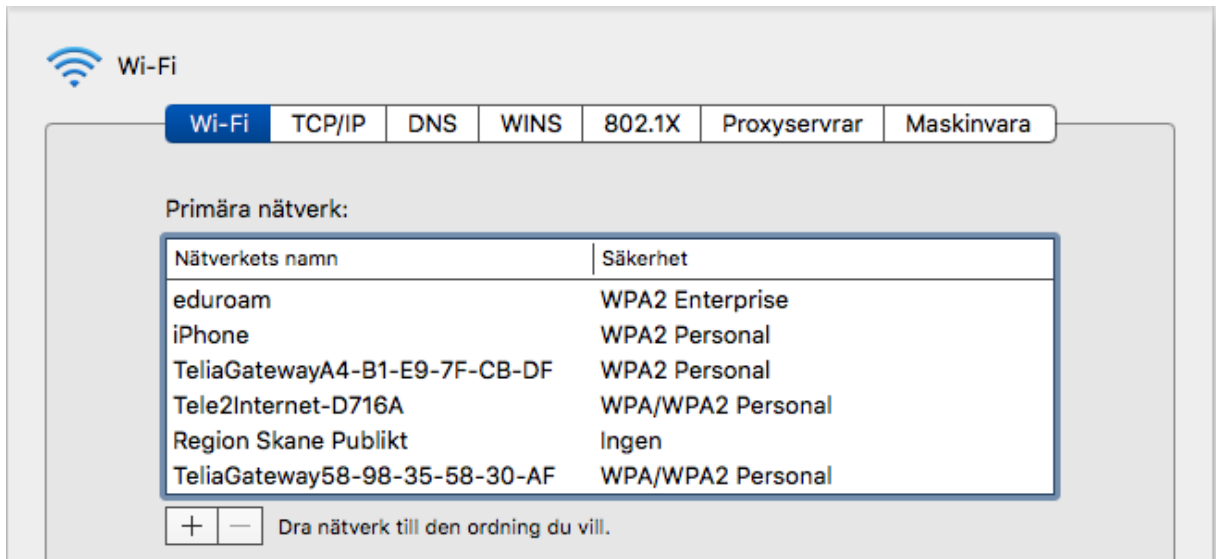 Wi-Fi
Wi-Fi TCP/IP DNS WINS 802.1X Proxyservrar Maskinvara
Primära nätverk:
Nätverkets namn Säkerhet
eduroam WPA2 Enterprise
iPhone WPA2 Personal
TeliaGatewayA4-B1-E9-7F-CB-DF WPA2 Personal
Tele2Internet-D716A WPA/WPA2 Personal
Region Skane Publikt Ingen
TeliaGateway58-98-35-58-30-AF WPA/WPA2 Personal
+ − Dra nätverk till den ordning du vill.